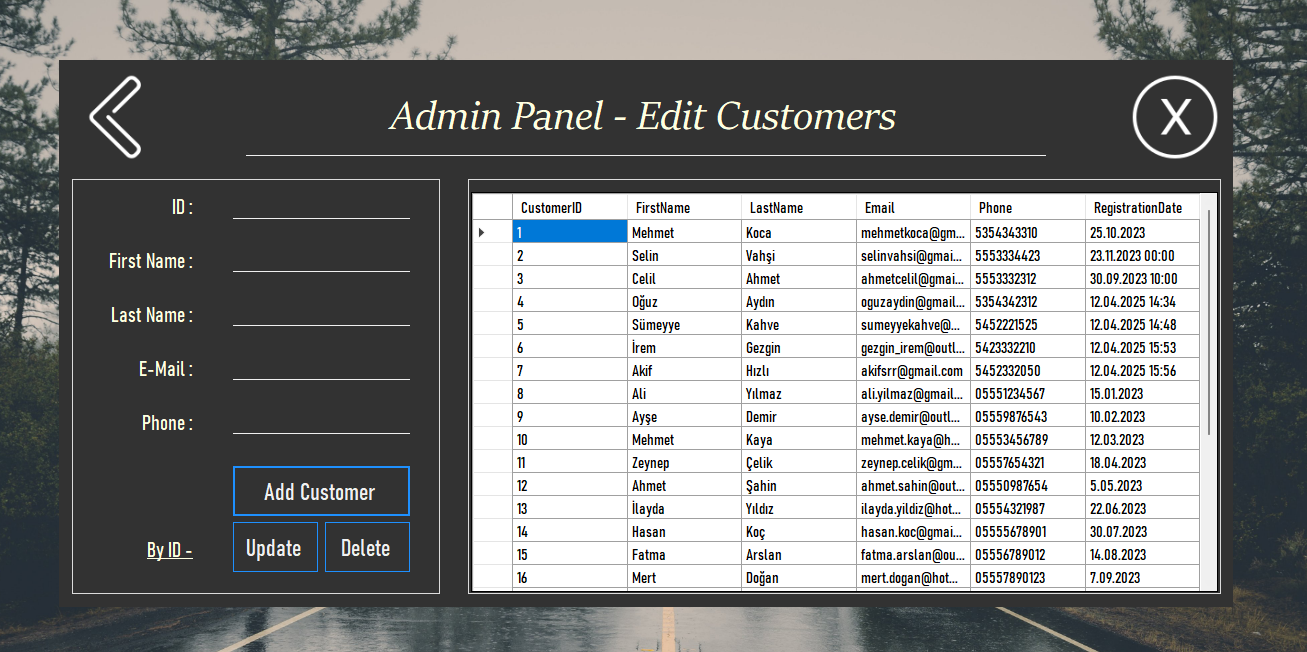 Admin Panel - Edit Customers
X
ID :
First Name :
Last Name :
E-Mail :
Phone :
Add Customer
By ID -
Update
Delete
CustomerID FirstName LastName Email Phone RegistrationDate
1 Mehmet Koca mehmetkoca@gm... 5354343310 25.10.2023
2 Selin Vahşi selinvahsi@gmai... 5553334423 23.11.2023 00:00
3 Celil Ahmet ahmetcelil@gmai... 5553332312 30.09.2023 10:00
4 Oğuz Aydın oguzaydin@gmail... 5354342312 12.04.2025 14:34
5 Sümeyye Kahve sumeyyekahve@... 5452221525 12.04.2025 14:48
6 İrem Gezgin gezgin_irem@outl... 5423332210 12.04.2025 15:53
7 Akif Hızlı akifsrr@gmail.com 5452332050 12.04.2025 15:56
8 Ali Yılmaz ali.yilmaz@gmail... 05551234567 15.01.2023
9 Ayşe Demir ayse.demir@outl... 05559876543 10.02.2023
10 Mehmet Kaya mehmet.kaya@h... 05553456789 12.03.2023
11 Zeynep Çelik zeynep.celik@gm... 05557654321 18.04.2023
12 Ahmet Şahin ahmet.sahin@out... 05550987654 5.05.2023
13 İlayda Yıldız ilayda.yildiz@hot... 05554321987 22.06.2023
14 Hasan Koç hasan.koc@gmai... 05555678901 30.07.2023
15 Fatma Arslan fatma.arslan@ou... 05556789012 14.08.2023
16 Mert Doğan mert.dogan@hot... 05557890123 7.09.2023